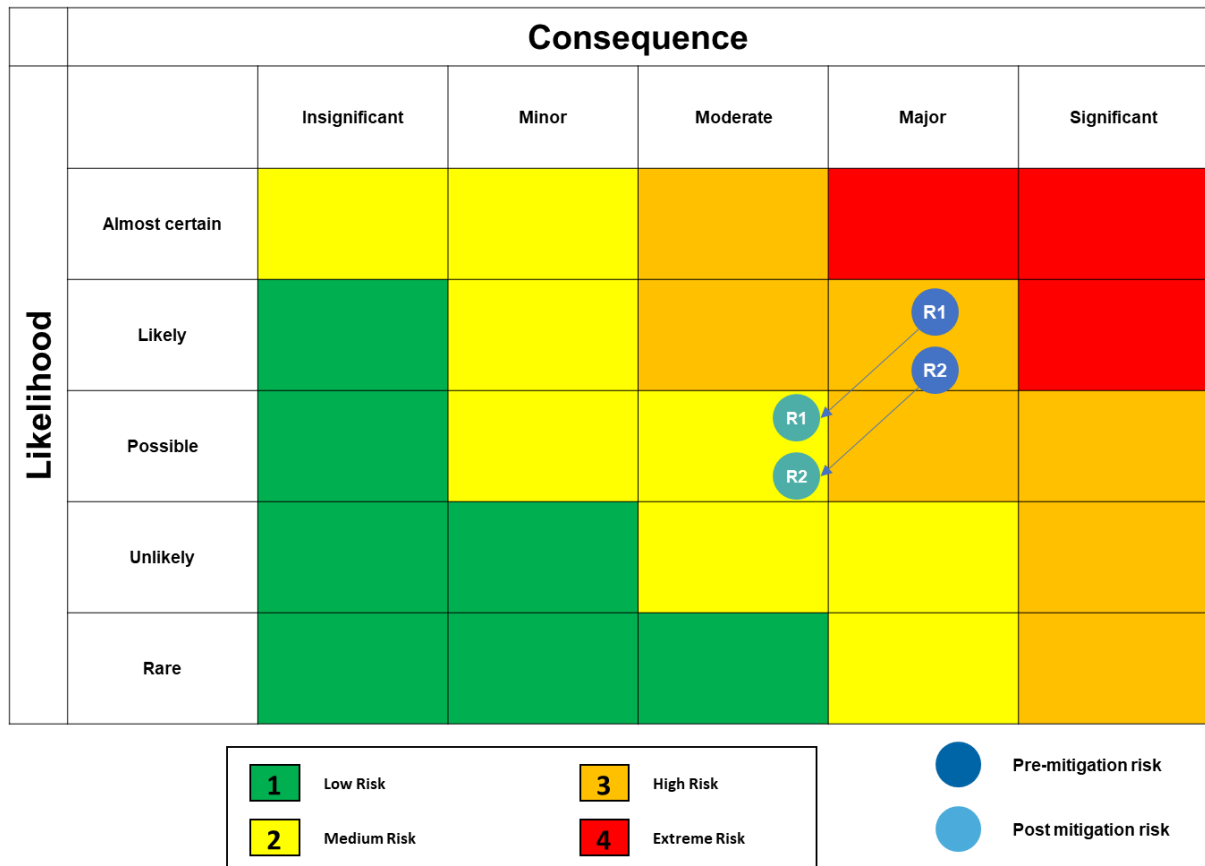 Consequence
Likelihood
Insignificant Minor Moderate Major Significant
Almost certain
Likely R1
R2
Possible R1
R2
Unlikely
Rare
1 Low Risk 3 High Risk Pre-mitigation risk
2 Medium Risk 4 Extreme Risk Post mitigation risk